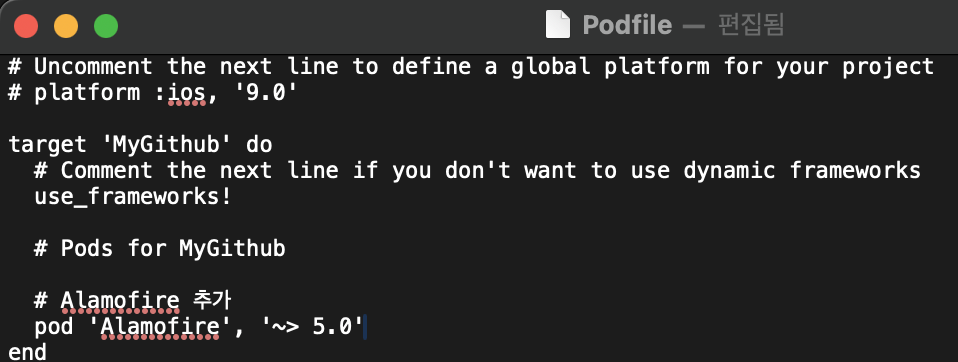 Podfile — 편집됨
# Uncomment the next line to define a global platform for your project
# platform :ios, '9.0'
target 'MyGithub' do
# Comment the next line if you don't want to use dynamic frameworks
use_frameworks!
# Pods for MyGithub
# Alamofire 추가
pod 'Alamofire', '~> 5.0'
end